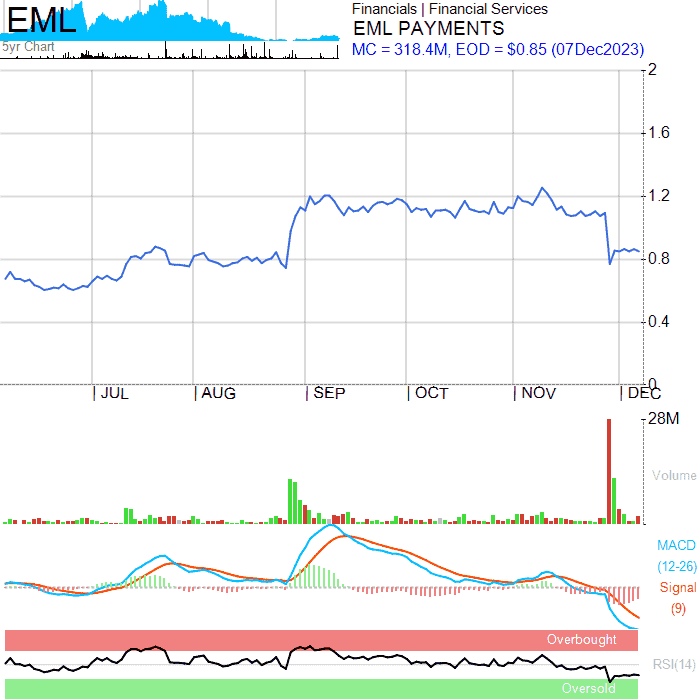 EML
5yr Chart
Financials | Financial Services
EML PAYMENTS
MC = 318.4M, EOD = $0.85 (07Dec2023)
2
1.6
1.2
0.8
0.4
0
JUL
AUG
SEP
OCT
NOV
DEC
28M
Volume
MACD
(12-26)
Signal
(9)
Overbought
RSI(14)
Oversold